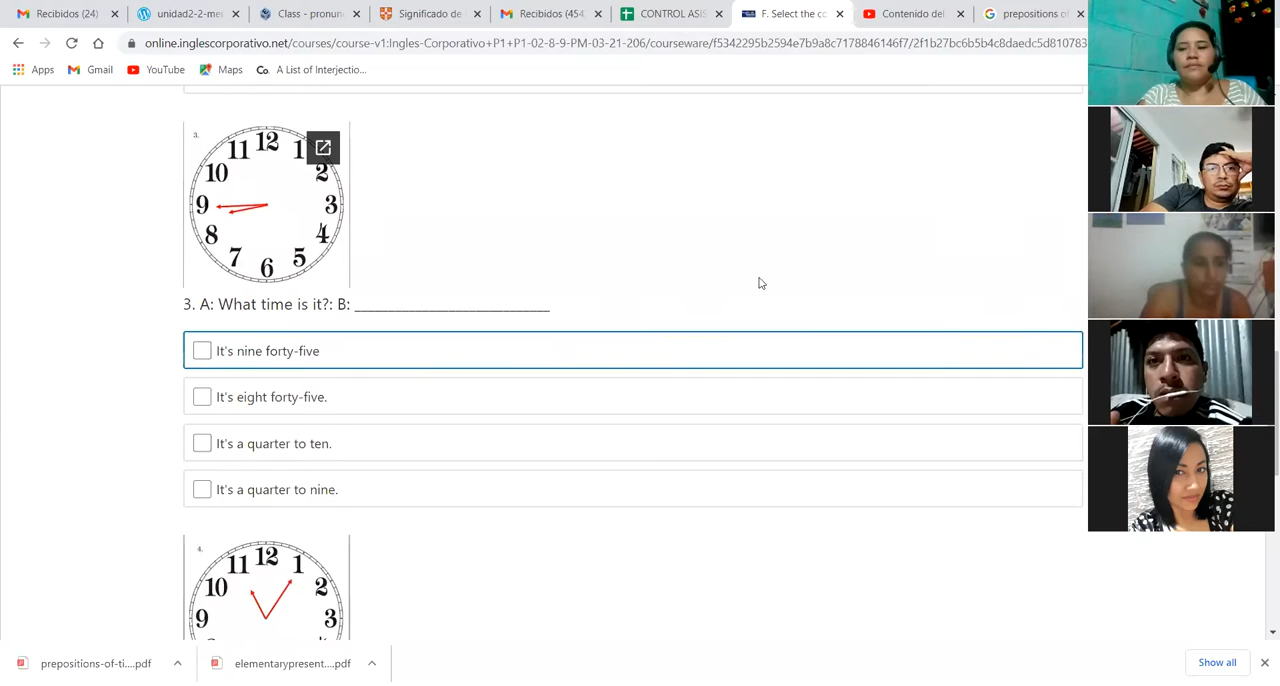 Recibidos (24)
unidad2-2-me
Class - pronun
Significado de
Recibidos (454
CONTROL ASIS
F. Select the co
Contenido del
prepositions of
online.inglescorporativo.net/courses/course-v1:Ingles-Corporativo+P1+P1-02-8-9-PM-03-21-206/courseware/f5342295b2594e7b9a8c7178846146f7/2f1b27bc6b5b4c8daedc5d810783
Apps
Gmail
YouTube
Maps
Co.
A List of Interjectio...
3.
12
11
1
10
2
9
3
8
4
7
5
6
3. A: What time is it?: B: ____________________________
It's nine forty-five
It's eight forty-five.
It's a quarter to ten.
It's a quarter to nine.
4.
12
11
1
10
2
9
3
prepositions-of-ti....pdf
elementarypresent....pdf
Show all